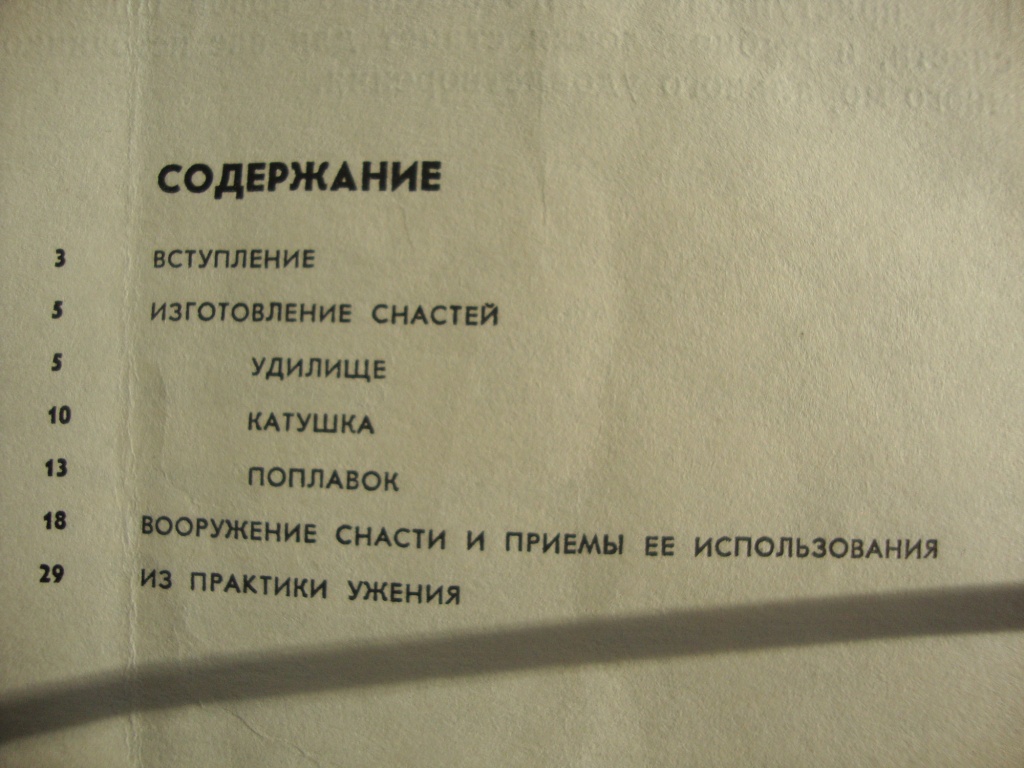 СОДЕРЖАНИЕ
3 ВСТУПЛЕНИЕ
5 ИЗГОТОВЛЕНИЕ СНАСТЕЙ
5 УДИЛИЩЕ
10 КАТУШКА
13 ПОПЛАВОК
18 ВООРУЖЕНИЕ СНАСТИ И ПРИЕМЫ ЕЕ ИСПОЛЬЗОВАНИЯ
29 ИЗ ПРАКТИКИ УЖЕНИЯ